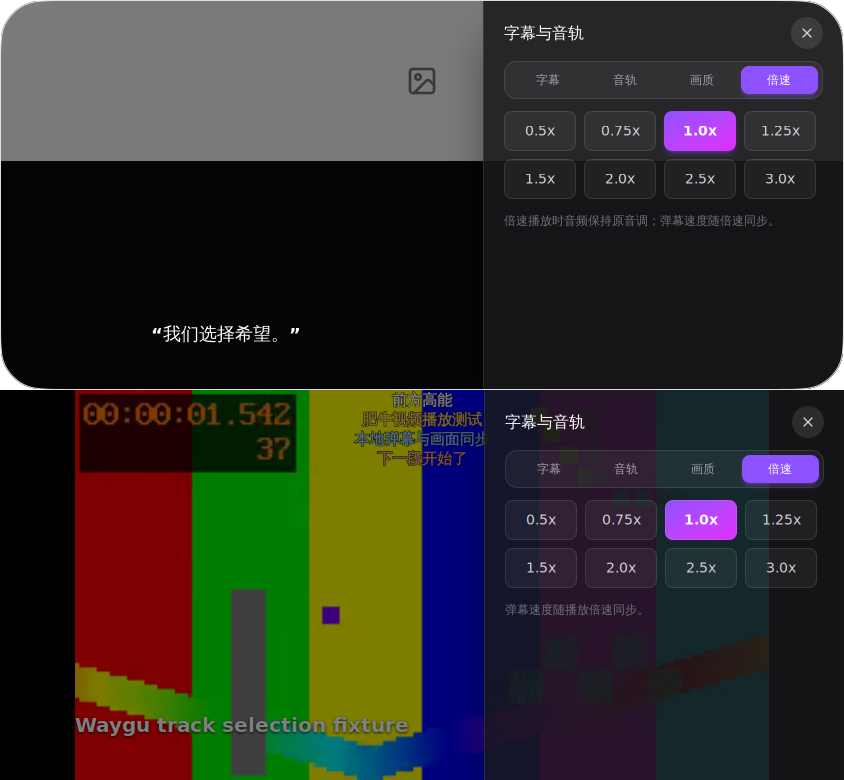 字幕与音轨
字幕 音轨 画质 倍速
0.5x 0.75x 1.0x 1.25x
1.5x 2.0x 2.5x 3.0x
倍速播放时音频保持原音调；弹幕速度随倍速同步。
“我们选择希望。”
00:00:01.542
37
前方高能
肥牛视频播放测试
本地弹幕与画面同步
下一段开始了
Waygu track selection fixture
字幕与音轨
字幕 音轨 画质 倍速
0.5x 0.75x 1.0x 1.25x
1.5x 2.0x 2.5x 3.0x
弹幕速度随播放倍速同步。